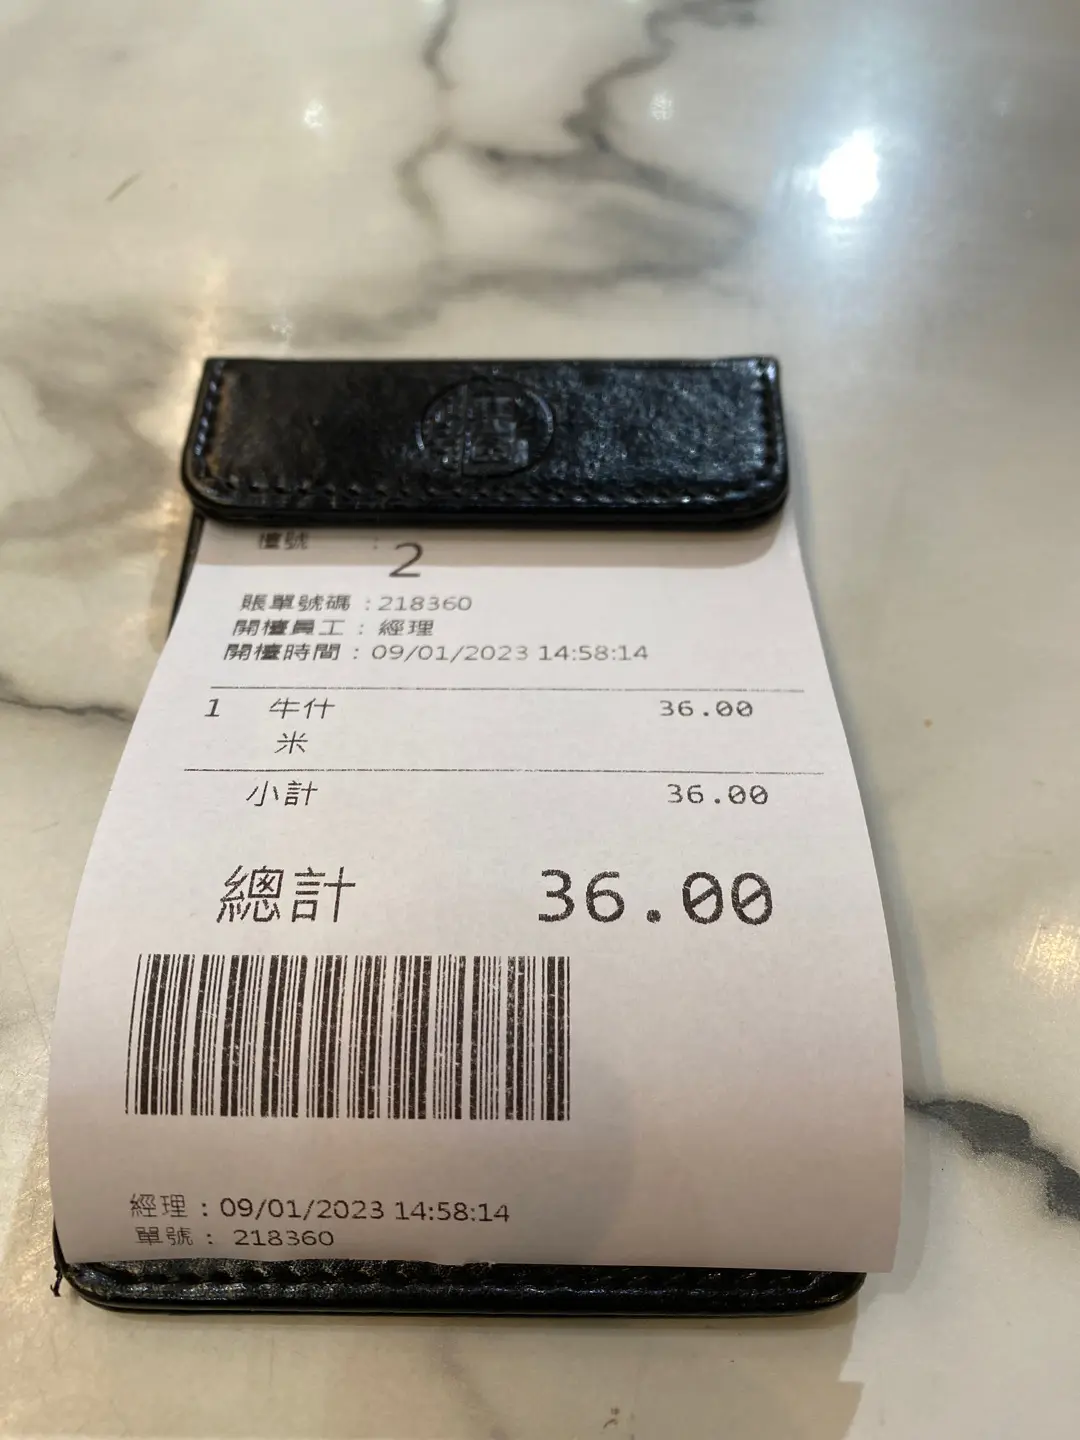 檯號 : 2
賬單號碼 : 218360
開檯員工 : 經理
開檯時間 : 09/01/2023 14:58:14
1 牛什 36.00
米
小計 36.00
總計 36.00
經理 : 09/01/2023 14:58:14
單號 : 218360